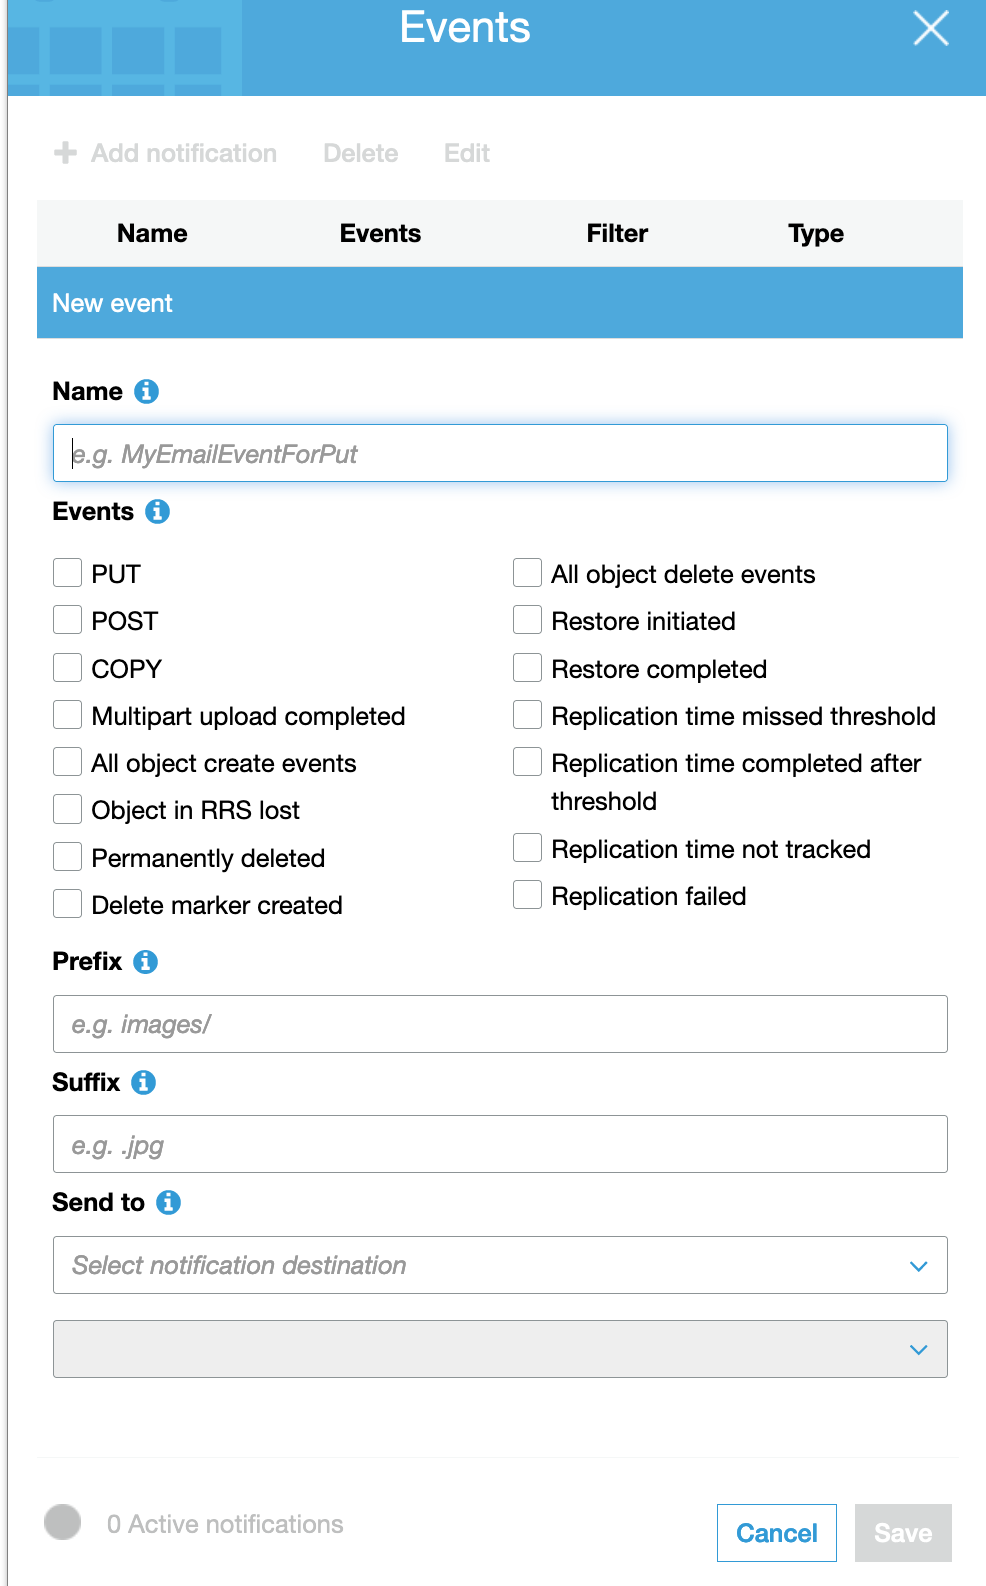 Events
Add notification Delete Edit
Name Events Filter Type
New event
Name
e.g. MyEmailEventForPut
Events
PUT
POST
COPY
Multipart upload completed
All object create events
Object in RRS lost
Permanently deleted
Delete marker created
All object delete events
Restore initiated
Restore completed
Replication time missed threshold
Replication time completed after
threshold
Replication time not tracked
Replication failed
Prefix
e.g. images/
Suffix
e.g. .jpg
Send to
Select notification destination
0 Active notifications
Cancel Save